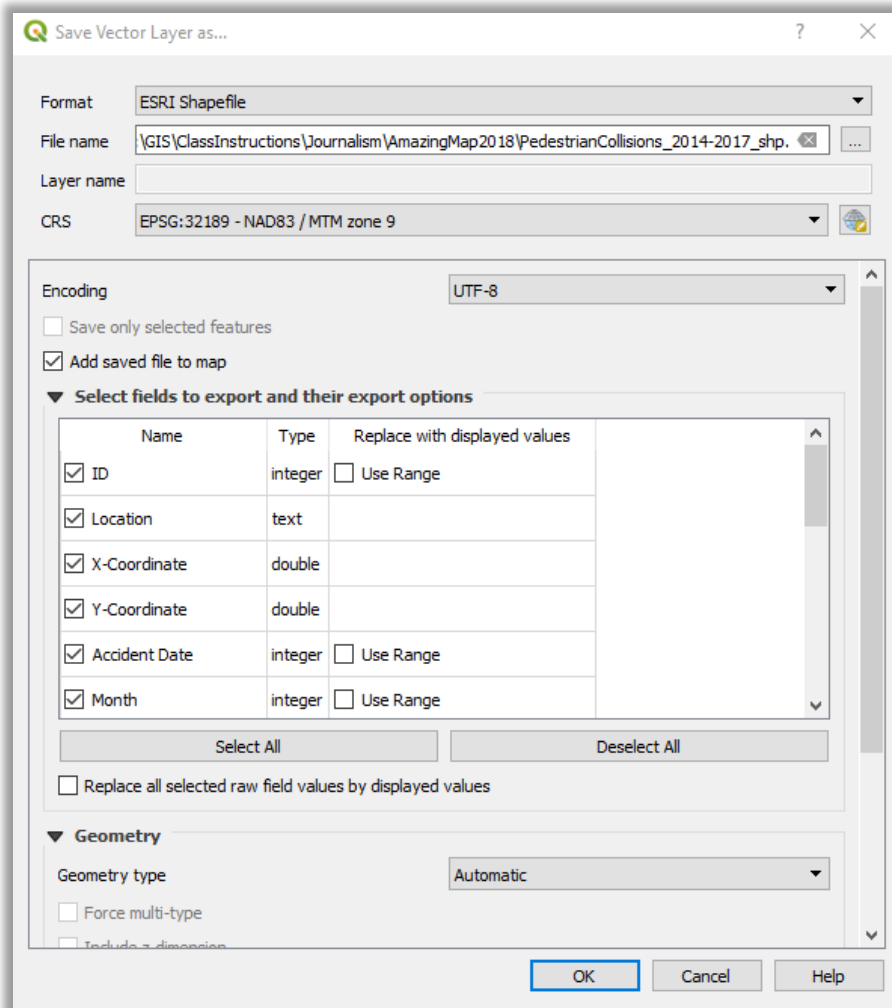 Save Vector Layer as...
Format ESRI Shapefile
File name :\GIS\ClassInstructions\Journalism\AmazingMap2018\PedestrianCollisions_2014-2017_shp. ...
Layer name
CRS EPSG:32189 - NAD83 / MTM zone 9
Encoding UTF-8
Save only selected features
Add saved file to map
Select fields to export and their export options
Name Type Replace with displayed values
ID integer Use Range
Location text
X-Coordinate double
Y-Coordinate double
Accident Date integer Use Range
Month integer Use Range
Select All Deselect All
Replace all selected raw field values by displayed values
Geometry
Geometry type Automatic
Force multi-type
Include z-dimension
OK Cancel Help